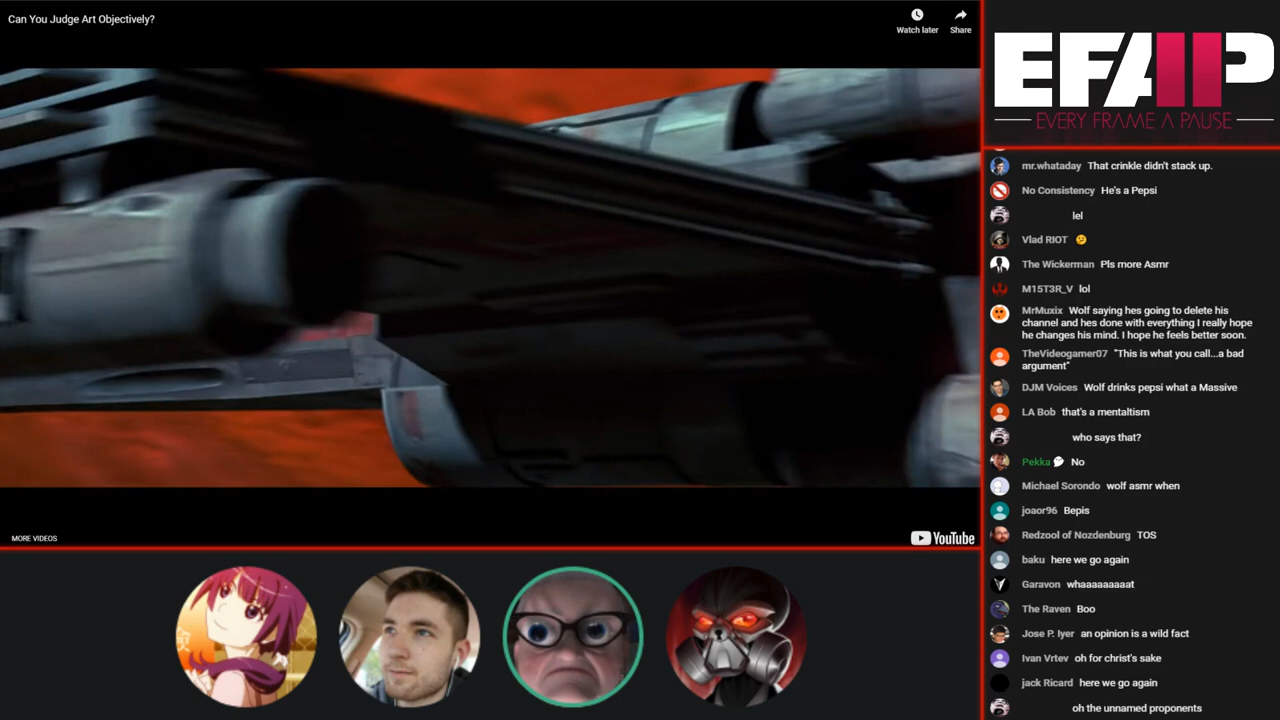 Can You Judge Art Objectively?
Watch later
Share
MORE VIDEOS
YouTube
EFAP
EVERY FRAME A PAUSE
mr.whataday That crinkle didn't stack up.
No Consistency He's a Pepsi
lel
Vlad RIOT
The Wickerman Pls more Asmr
M15T3R_V lol
MrMuxix Wolf saying hes going to delete his
channel and hes done with everything I really hope
he changes his mind. I hope he feels better soon.
TheVideogamer07 "This is what you call...a bad
argument"
DJM Voices Wolf drinks pepsi what a Massive
LA Bob that's a mentaltism
who says that?
Pekka No
Michael Sorondo wolf asmr when
joaor96 Bepis
Redzool of Nozdenburg TOS
baku here we go again
Garavon whaaaaaaaaat
The Raven Boo
Jose P. Iyer an opinion is a wild fact
Ivan Vrtev oh for christ's sake
jack Ricard here we go again
oh the unnamed proponents